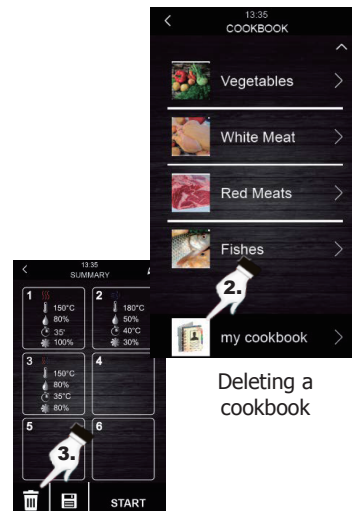 13:35
COOKBOOK
Vegetables
White Meat
Red Meats
Fishes
2.
my cookbook
Deleting a
cookbook
13:35
SUMMARY
1
150°C
80%
35'
100%
2
180°C
50%
40°C
30%
3
150°C
80%
35°C
80%
4
5
6
3.
START